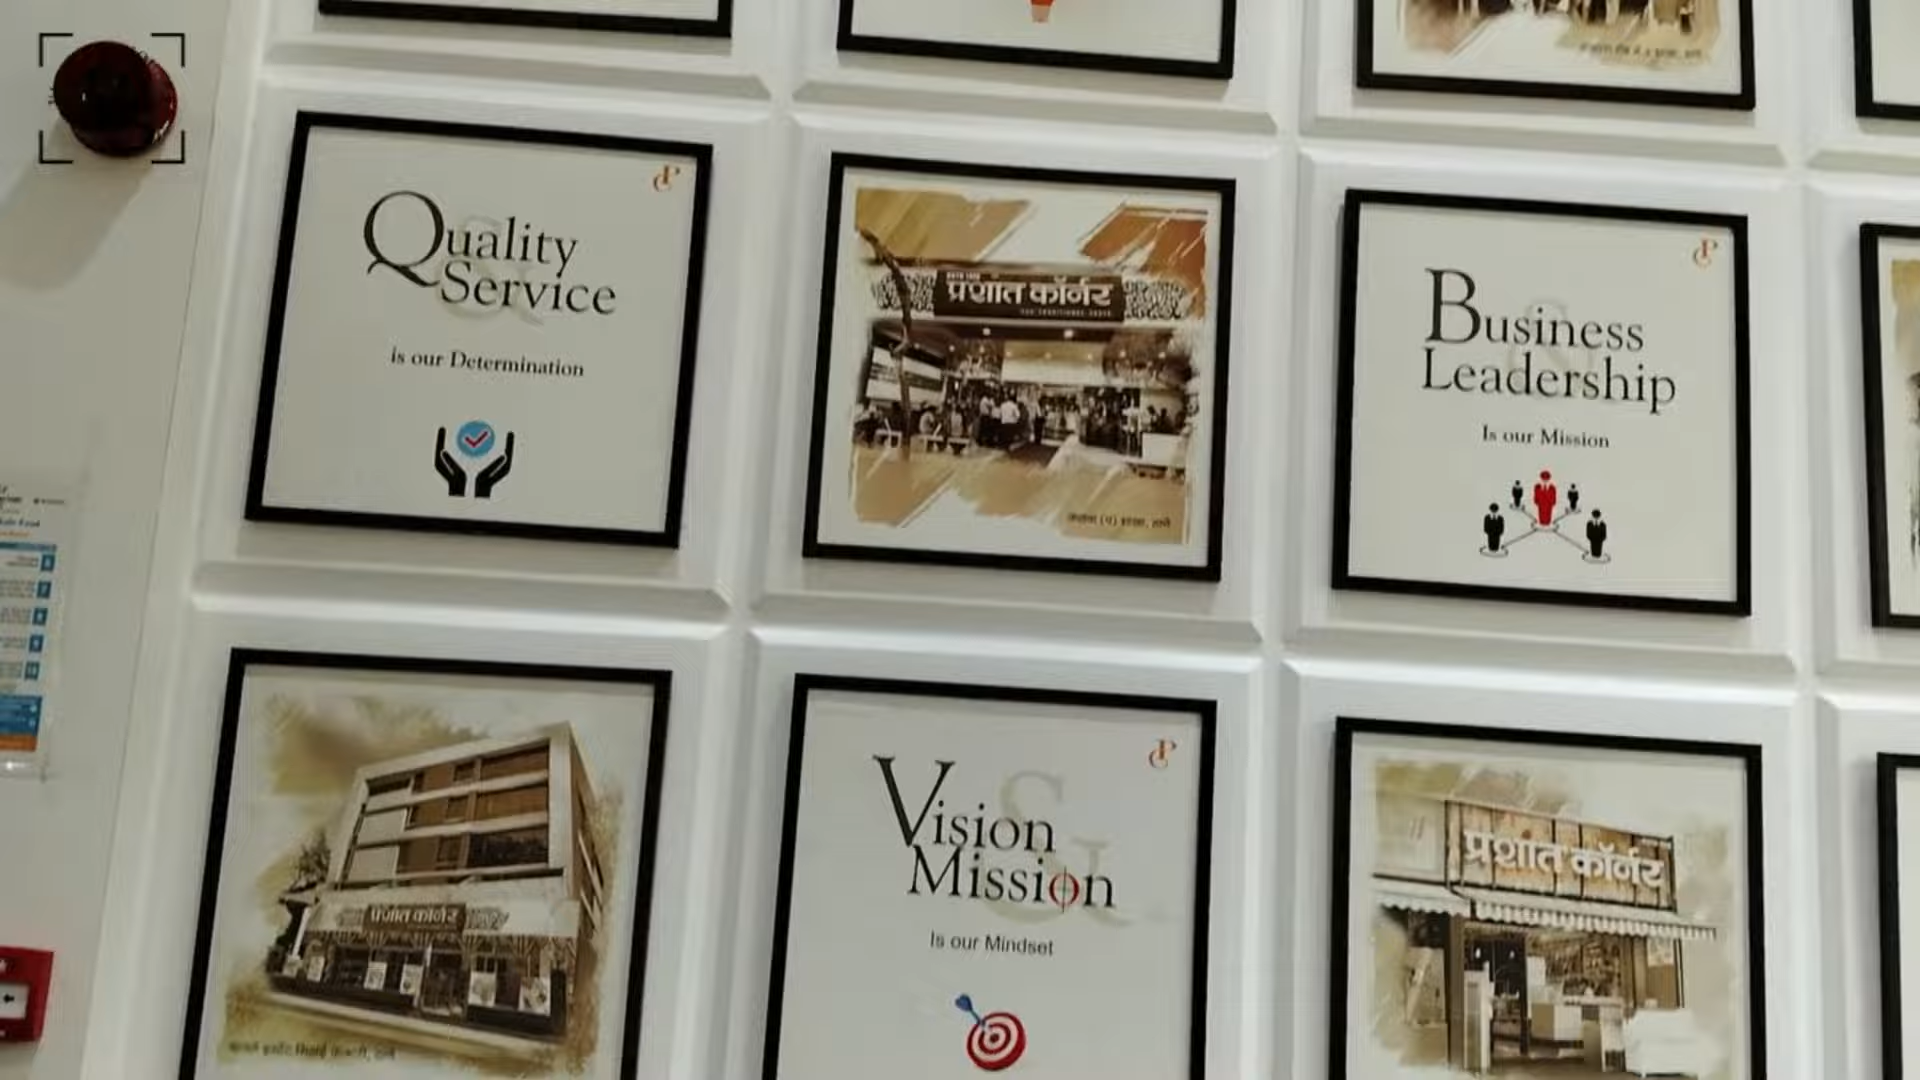 Quality
&
Service
is our Determination
प्रशांत कॉर्नर
Business
&
Leadership
Is our Mission
प्रशांत कॉर्नर
Vision
&
Mission
Is our Mindset
प्रशांत कॉर्नर